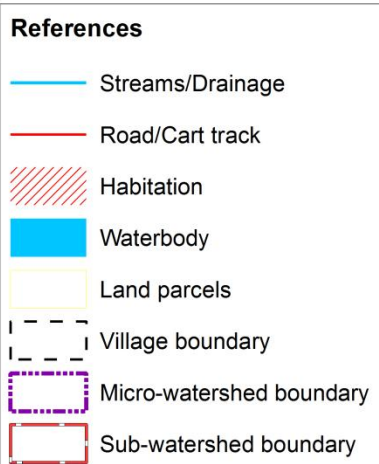 References
Streams/Drainage
Road/Cart track
Habitation
Waterbody
Land parcels
Village boundary
Micro-watershed boundary
Sub-watershed boundary